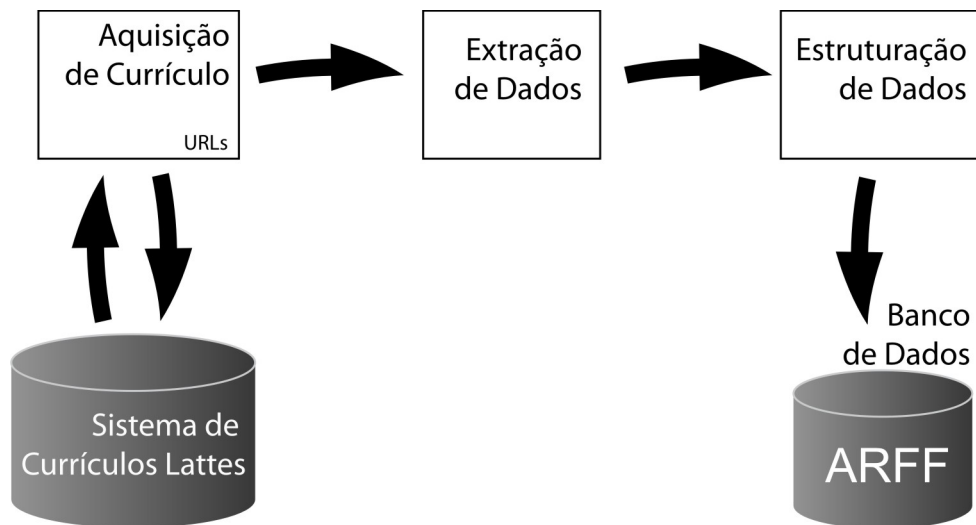 Aquisição
de Currículo
URLs
Extração
de Dados
Estruturação
de Dados
Sistema de
Currículos Lattes
Banco
de Dados
ARFF